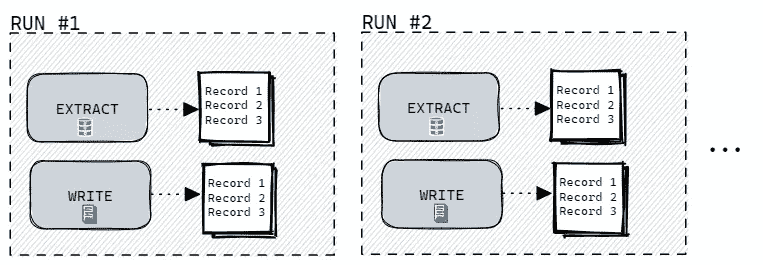 RUN #1
EXTRACT
Record 1
Record 2
Record 3
WRITE
Record 1
Record 2
Record 3
RUN #2
EXTRACT
Record 1
Record 2
Record 3
WRITE
Record 1
Record 2
Record 3
...